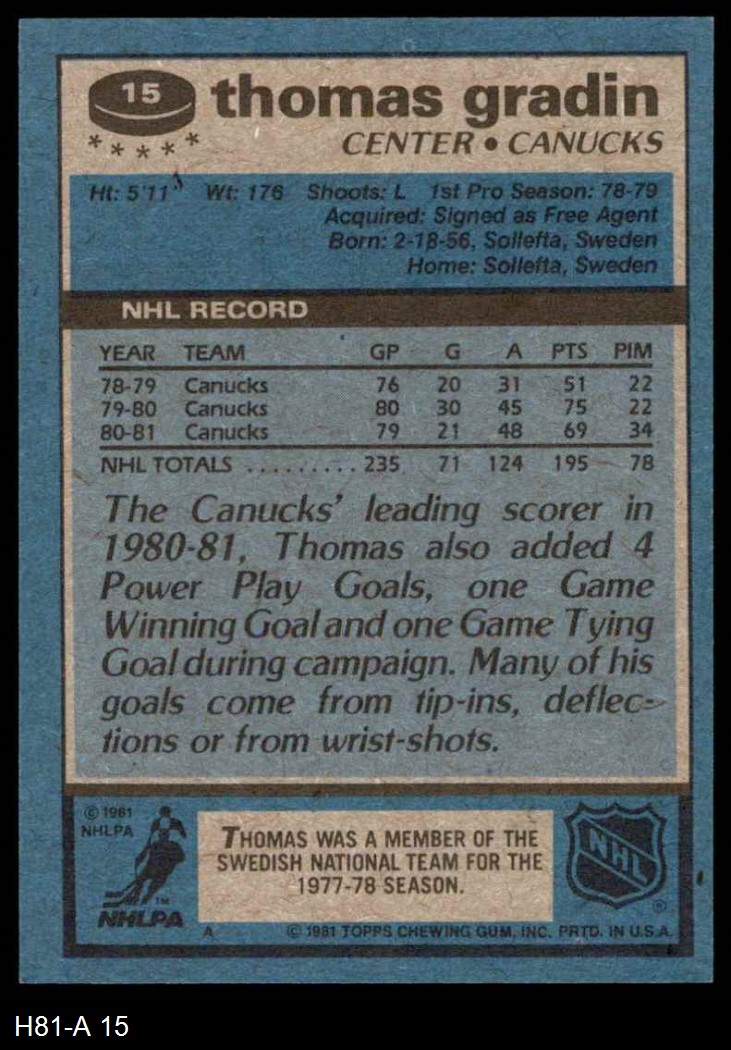 15 thomas gradin
***** CENTER • CANUCKS
Ht: 5'11 Wt: 176 Shoots: L 1st Pro Season: 78-79
Acquired: Signed as Free Agent
Born: 2-18-56, Sollefta, Sweden
Home: Sollefta, Sweden
NHL RECORD
YEAR TEAM GP G A PTS PIM
78-79 Canucks 76 20 31 51 22
79-80 Canucks 80 30 45 75 22
80-81 Canucks 79 21 48 69 34
NHL TOTALS .......... 235 71 124 195 78
The Canucks' leading scorer in
1980-81, Thomas also added 4
Power Play Goals, one Game
Winning Goal and one Game Tying
Goal during campaign. Many of his
goals come from tip-ins, deflec-
tions or from wrist-shots.
© 1981
NHLPA
NHLPA
TM
THOMAS WAS A MEMBER OF THE
SWEDISH NATIONAL TEAM FOR THE
1977-78 SEASON.
NHL
®
A © 1981 TOPPS CHEWING GUM, INC. PRTD. IN U.S.A.
H81-A 15